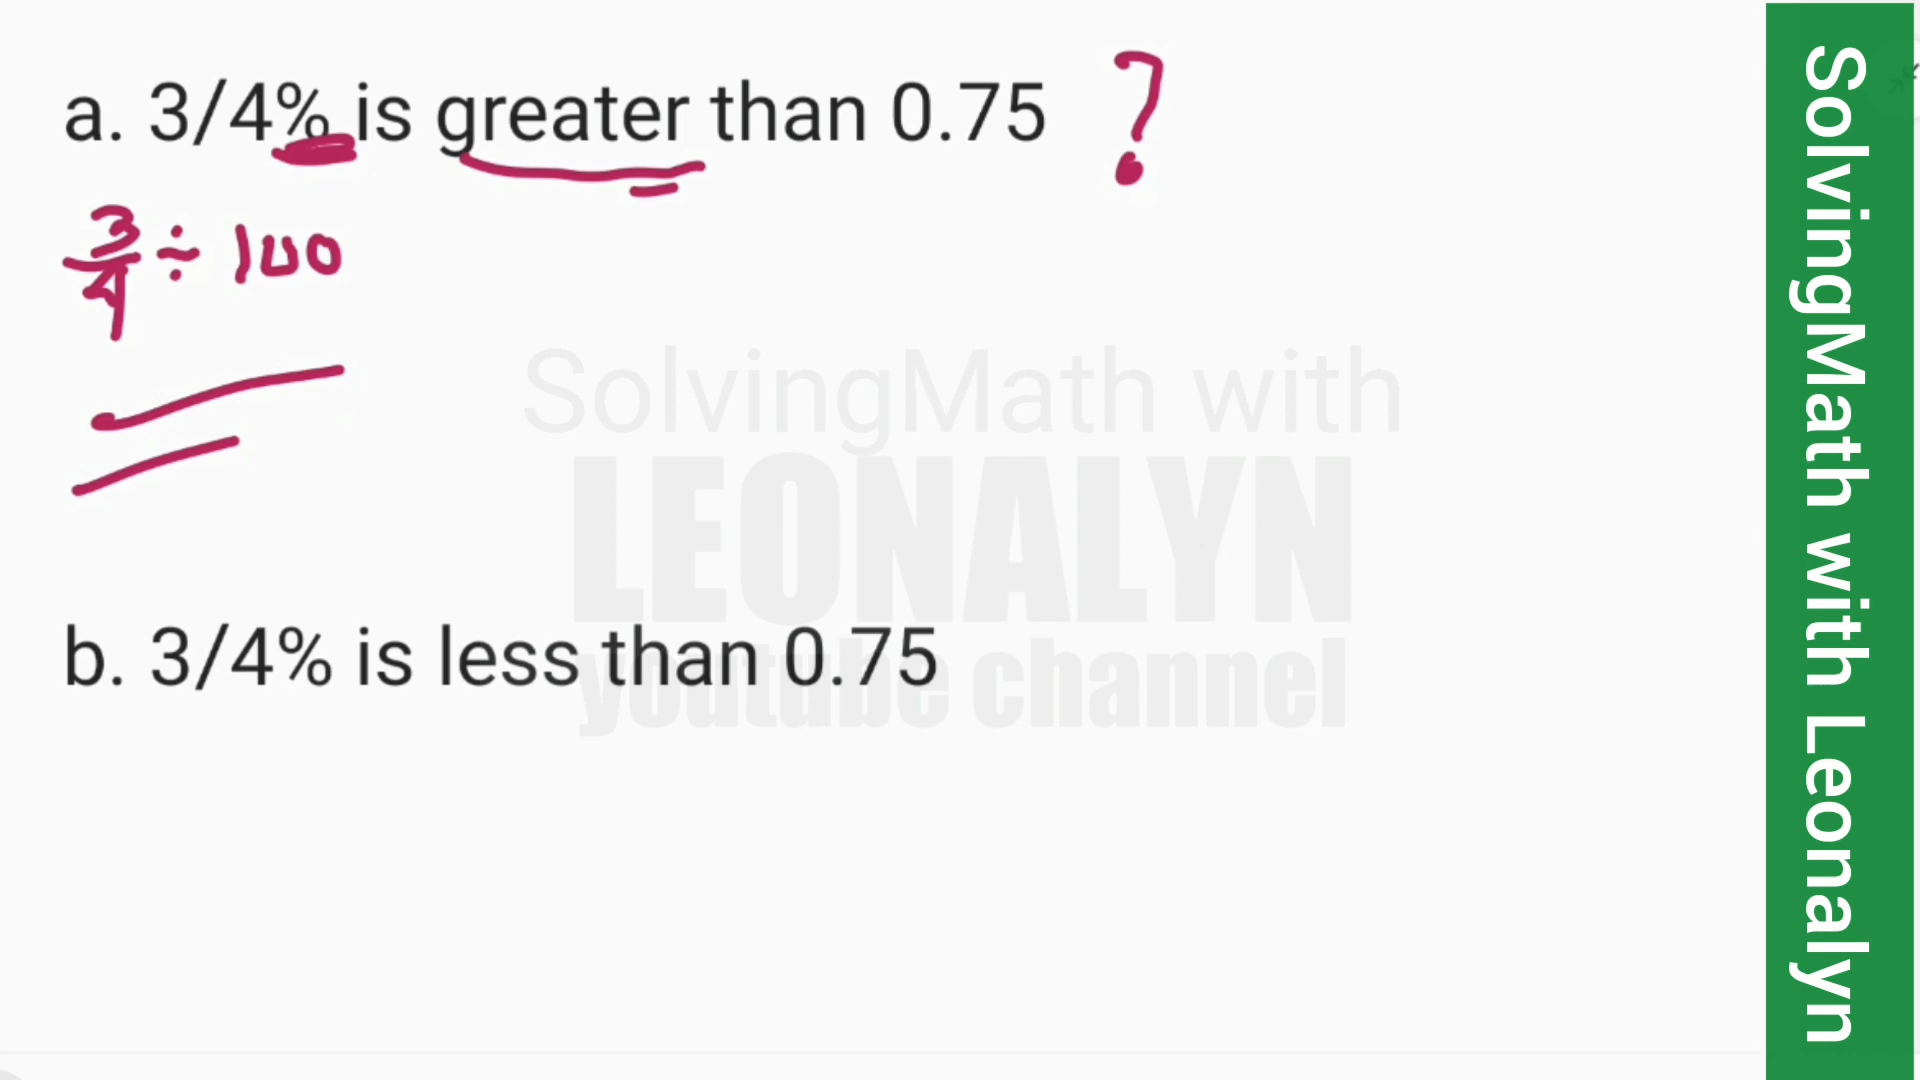 a. 3/4% is greater than 0.75 ?
3/4 ÷ 100
SolvingMath with
LEONALYN
youtube channel
b. 3/4% is less than 0.75
SolvingMath with Leonalyn